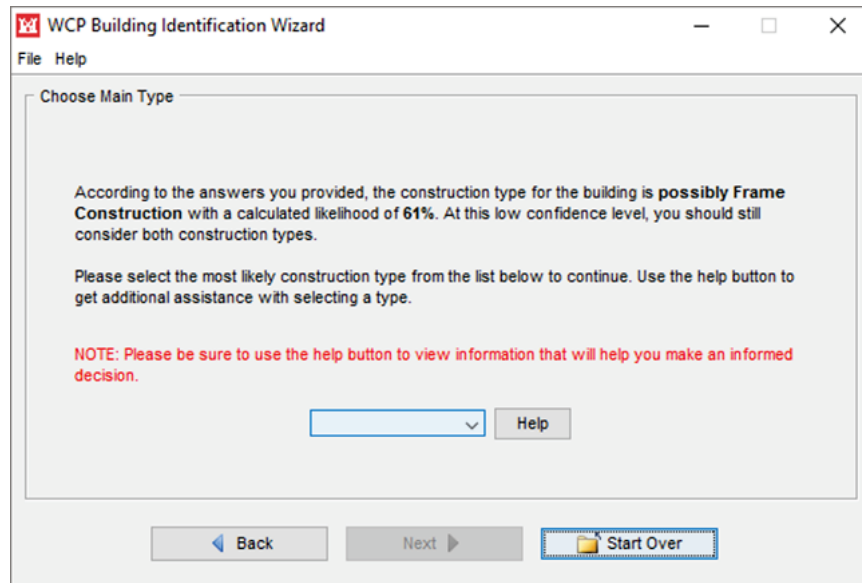 WCP Building Identification Wizard
File Help
Choose Main Type
According to the answers you provided, the construction type for the building is possibly Frame
Construction with a calculated likelihood of 61%. At this low confidence level, you should still
consider both construction types.
Please select the most likely construction type from the list below to continue. Use the help button to
get additional assistance with selecting a type.
NOTE: Please be sure to use the help button to view information that will help you make an informed
decision.
Help
Back Next Start Over